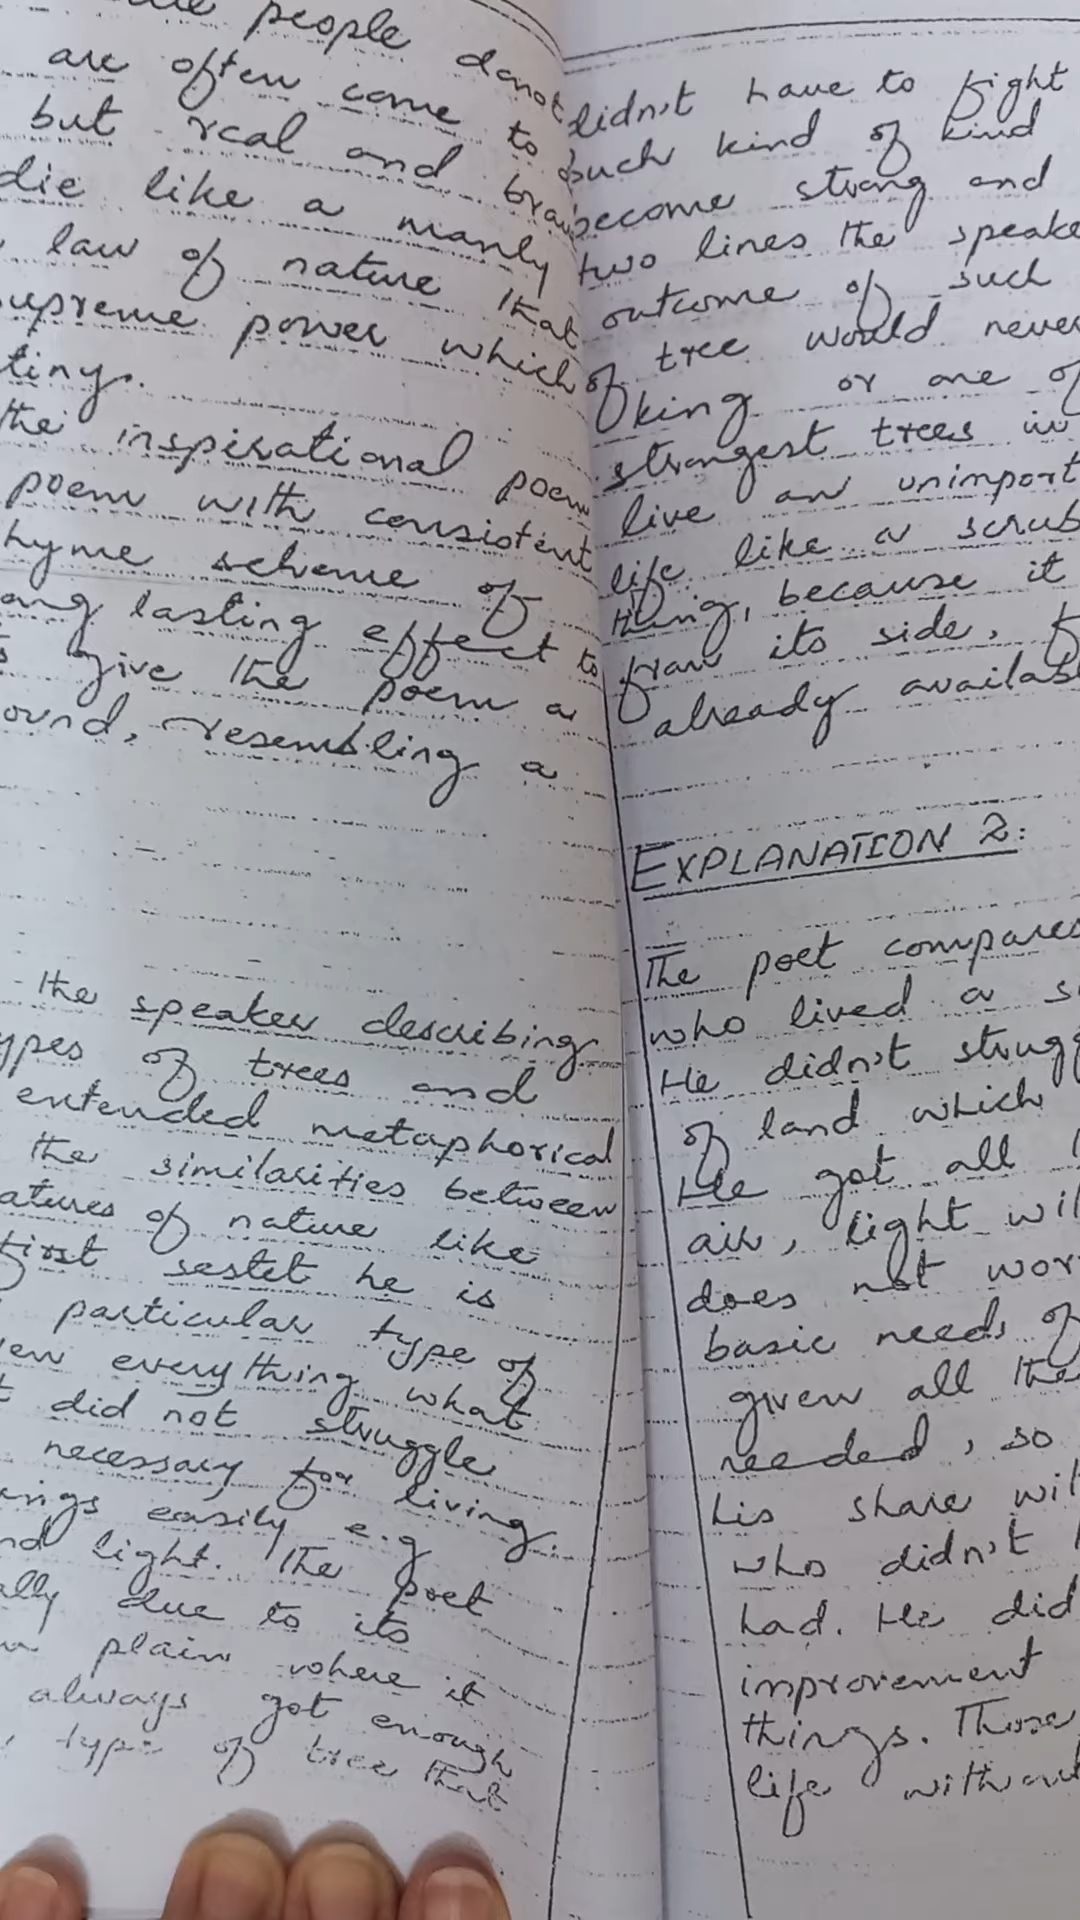 people donot
are often come to
but real and brav
die like a manly
law of nature that
supreme power which
ting.
the inspirational poem
poem with consistent
hyme scheme of
ong lasting effect to
give the poem a
ound, resembling a
the speaker describing
ypes of trees and
extended metaphorical
the similarities between
atures of nature like
first sestet he is
particular type of
en everything what
did not struggle
necessary for living.
ings easily e.g
nd light. The poet
ally due to its
plain where it
always got enough
type of tree that
didn't have to fight
such kind of kind
become strong and
two lines the speake
outcome of such
of tree would never
king or one of
strongest trees in
live an unimport
life like a scrub
thing, because it
from its side, f
already availab
EXPLANATION 2:
The poet compares
who lived a s
He didn't strugg
of land which
He got all
air, light wil
does not wor
basic needs of
given all the
needed, so
his share wil
who didn't
had. He did
improvement
things. Those
life without